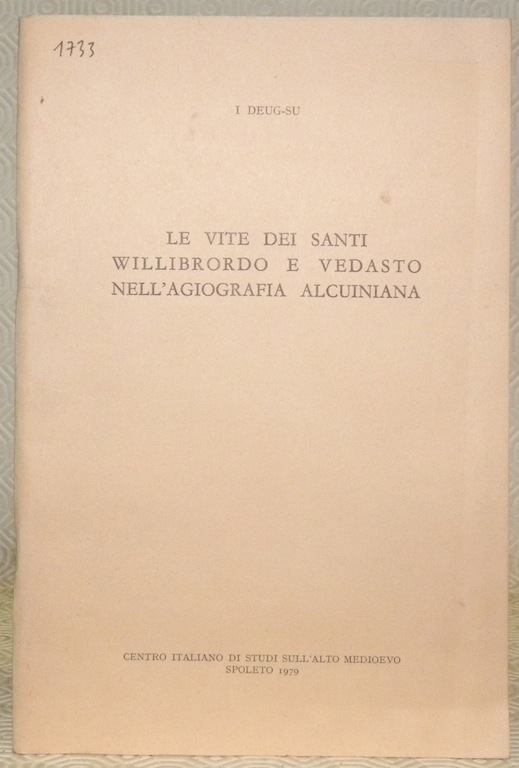 1733
I DEUG-SU
LE VITE DEI SANTI
WILLIBRORDO E VEDASTO
NELL'AGIOGRAFIA ALCUINIANA
CENTRO ITALIANO DI STUDI SULL'ALTO MEDIOEVO
SPOLETO 1979